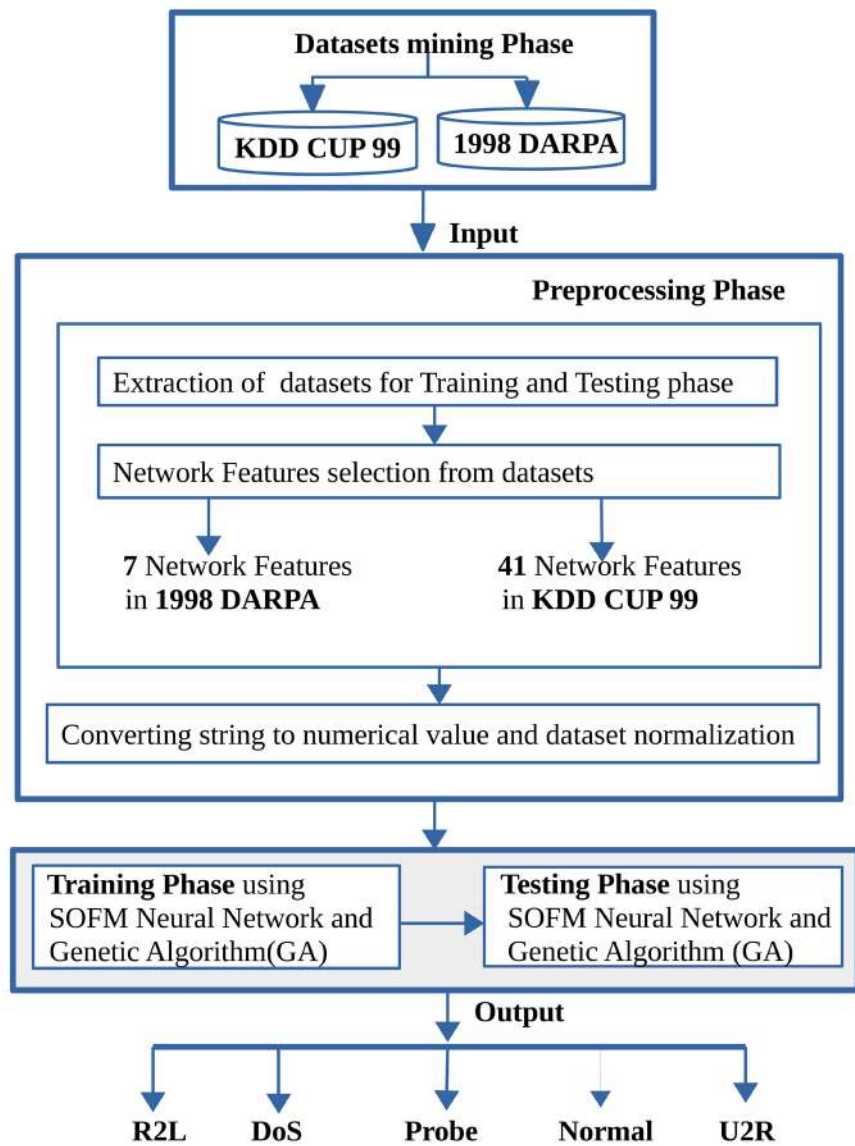 Datasets mining Phase
KDD CUP 99
1998 DARPA
Input
Preprocessing Phase
Extraction of datasets for Training and Testing phase
Network Features selection from datasets
7 Network Features
in 1998 DARPA
41 Network Features
in KDD CUP 99
Converting string to numerical value and dataset normalization
Training Phase using
SOFM Neural Network and
Genetic Algorithm(GA)
Testing Phase using
SOFM Neural Network and
Genetic Algorithm (GA)
Output
R2L
DoS
Probe
Normal
U2R